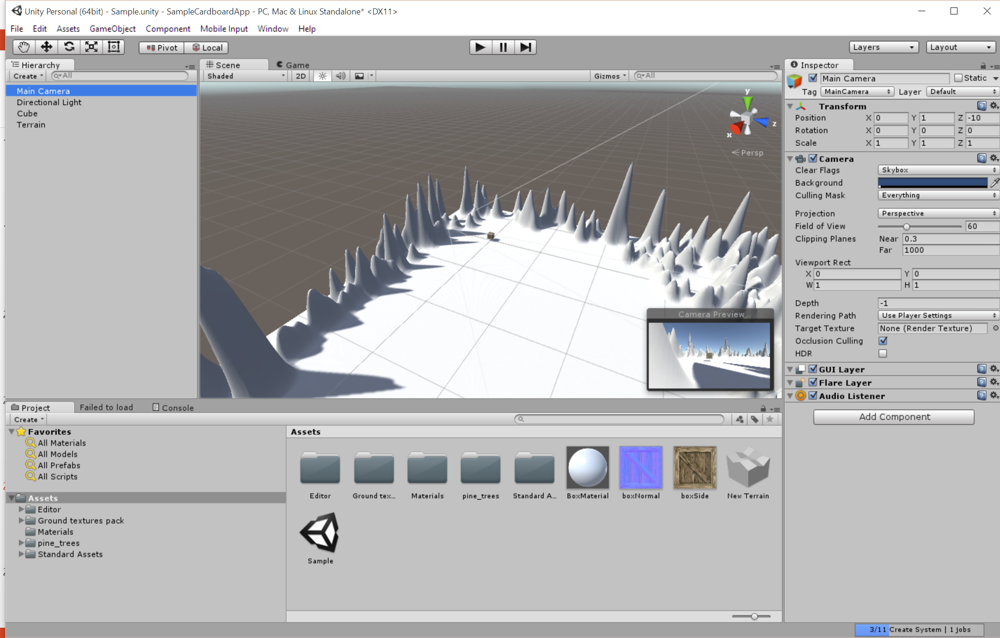 Unity Personal (64bit) - Sample.unity - SampleCardboardApp - PC, Mac & Linux Standalone* <DX11>
File Edit Assets GameObject Component Mobile Input Window Help
Pivot Local Layers Layout
Hierarchy
Create All
Main Camera
Directional Light
Cube
Terrain
Scene Game
Shaded 2D Gizmos All
y
z
x
Persp
Camera Preview
Inspector
Main Camera Static
Tag MainCamera Layer Default
Transform
Position X 0 Y 1 Z -10
Rotation X 0 Y 0 Z 0
Scale X 1 Y 1 Z 1
Camera
Clear Flags Skybox
Background
Culling Mask Everything
Projection Perspective
Field of View 60
Clipping Planes Near 0.3
Far 1000
Viewport Rect
X 0 Y 0
W 1 H 1
Depth -1
Rendering Path Use Player Settings
Target Texture None (Render Texture)
Occlusion Culling
HDR
GUI Layer
Flare Layer
Audio Listener
Add Component
Project Failed to load Console
Create
Favorites
All Materials
All Models
All Prefabs
All Scripts
Assets
Editor
Ground textures pack
Materials
pine_trees
Standard Assets
Assets
Editor Ground tex... Materials pine_trees Standard A... BoxMaterial boxNormal boxSide New Terrain
Sample
3/11 Create System | 1 jobs